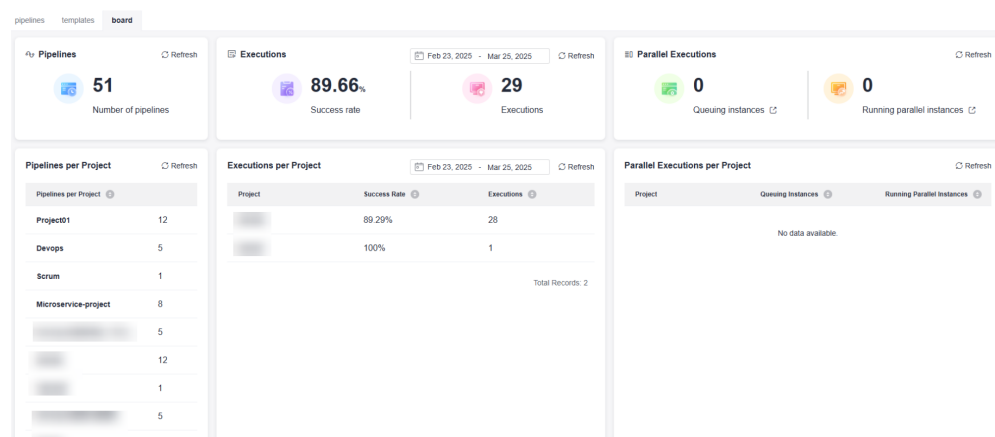 pipelines templates board
Pipelines Refresh
51
Number of pipelines
Executions Feb 23, 2025 - Mar 25, 2025 Refresh
89.66%
Success rate
29
Executions
Parallel Executions Refresh
0
Queuing instances
0
Running parallel instances
Pipelines per Project Refresh
Pipelines per Project
Project01 12
Devops 5
Scrum 1
Microservice-project 8
5
12
1
5
Executions per Project Feb 23, 2025 - Mar 25, 2025 Refresh
Project Success Rate Executions
89.29% 28
100% 1
Total Records: 2
Parallel Executions per Project Refresh
Project Queuing Instances Running Parallel Instances
No data available.